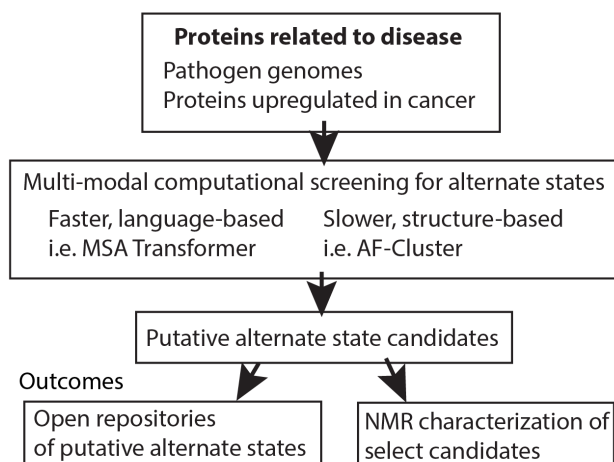 Proteins related to disease
Pathogen genomes
Proteins upregulated in cancer
Multi-modal computational screening for alternate states
Faster, language-based
i.e. MSA Transformer
Slower, structure-based
i.e. AF-Cluster
Putative alternate state candidates
Outcomes
Open repositories
of putative alternate states
NMR characterization of
select candidates